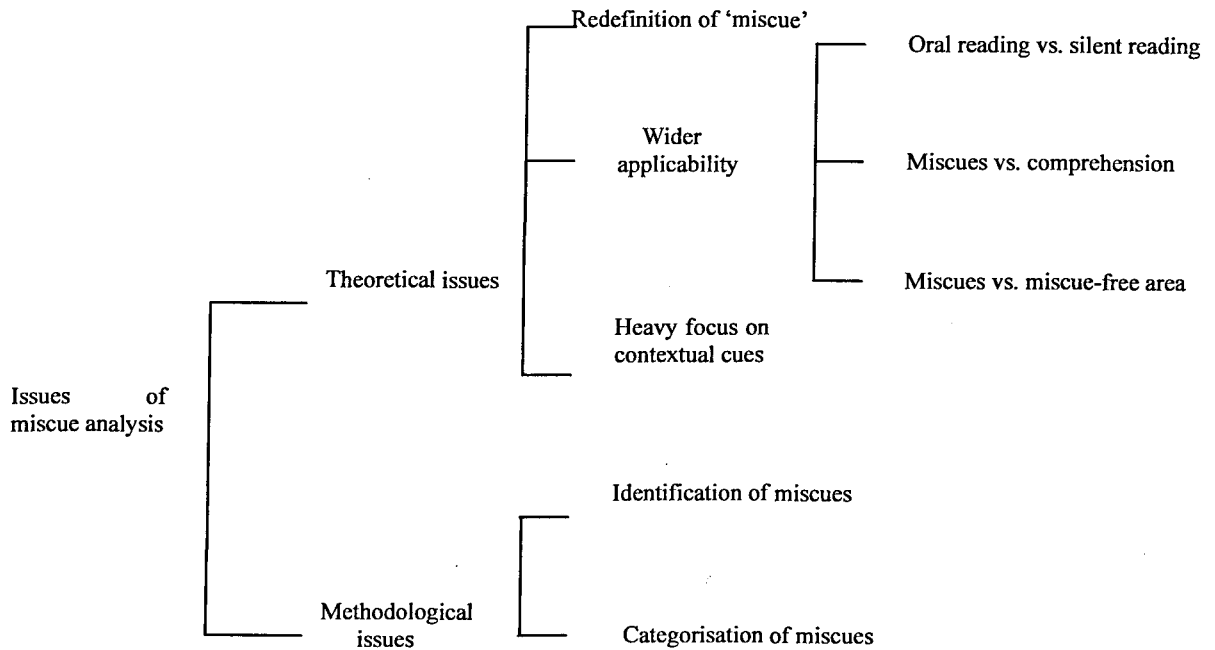 Redefinition of ‘miscue’
Oral reading vs. silent reading
Wider
applicability
Miscues vs. comprehension
Theoretical issues
Miscues vs. miscue-free area
Heavy focus on
contextual cues
Issues of
miscue analysis
Identification of miscues
Methodological
issues
Categorisation of miscues